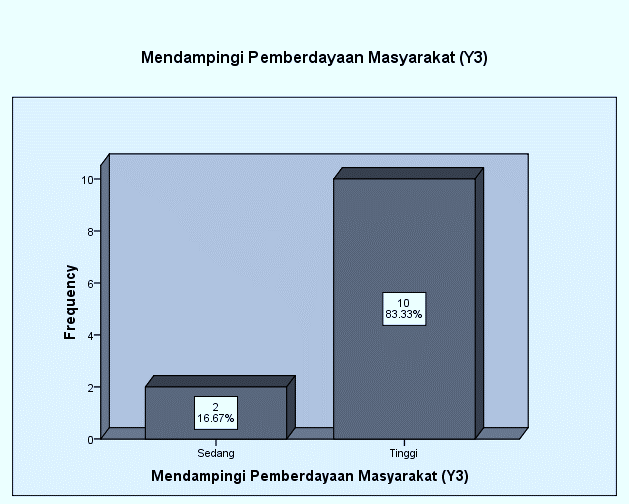 Mendampingi Pemberdayaan Masyarakat (Y3)
10
8
6
4
2
0
Frequency
10
83.33%
2
16.67%
Sedang
Tinggi
Mendampingi Pemberdayaan Masyarakat (Y3)